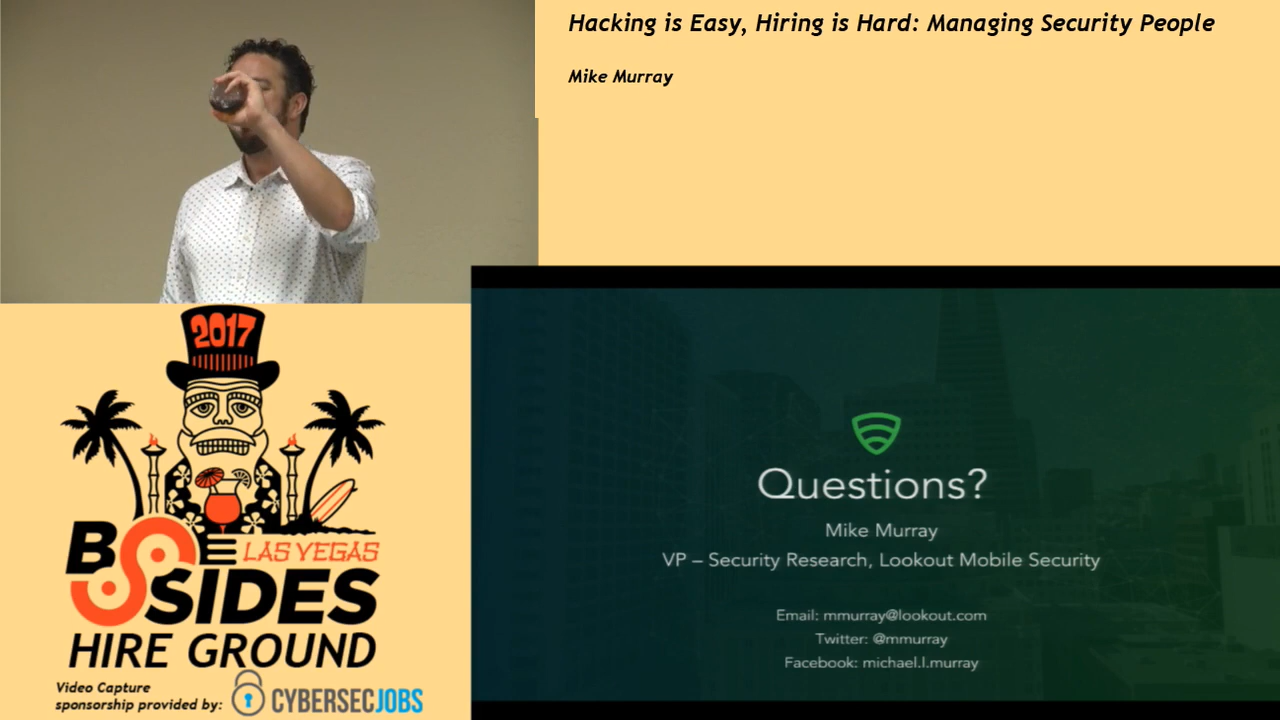 Hacking is Easy, Hiring is Hard: Managing Security People
Mike Murray
2017
BSIDES
LAS VEGAS
HIRE GROUND
Video Capture
sponsorship provided by:
CYBERSECJOBS
Questions?
Mike Murray
VP – Security Research, Lookout Mobile Security
Email: mmurray@lookout.com
Twitter: @mmurray
Facebook: michael.l.murray